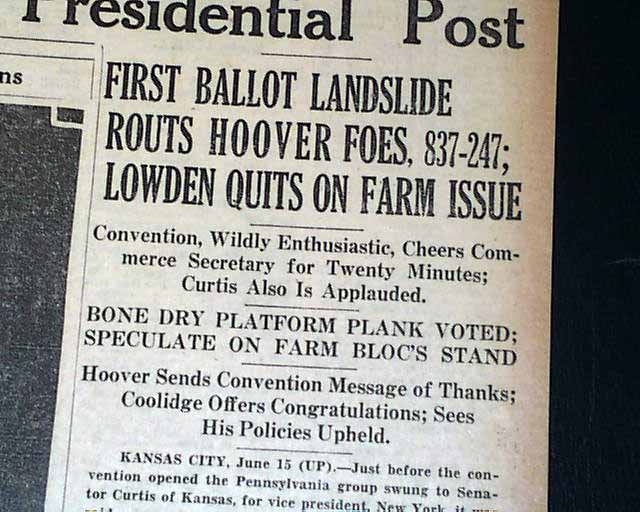 Presidential Post
ns
FIRST BALLOT LANDSLIDE
ROUTS HOOVER FOES, 837-247;
LOWDEN QUITS ON FARM ISSUE
Convention, Wildly Enthusiastic, Cheers Com-
merce Secretary for Twenty Minutes;
Curtis Also Is Applauded.
BONE DRY PLATFORM PLANK VOTED;
SPECULATE ON FARM BLOC'S STAND
Hoover Sends Convention Message of Thanks;
Coolidge Offers Congratulations; Sees
His Policies Upheld.
KANSAS CITY, June 15 (UP).—Just before the con-
vention opened the Pennsylvania group swung to Sena-
tor Curtis of Kansas, for vice president, New York, it was